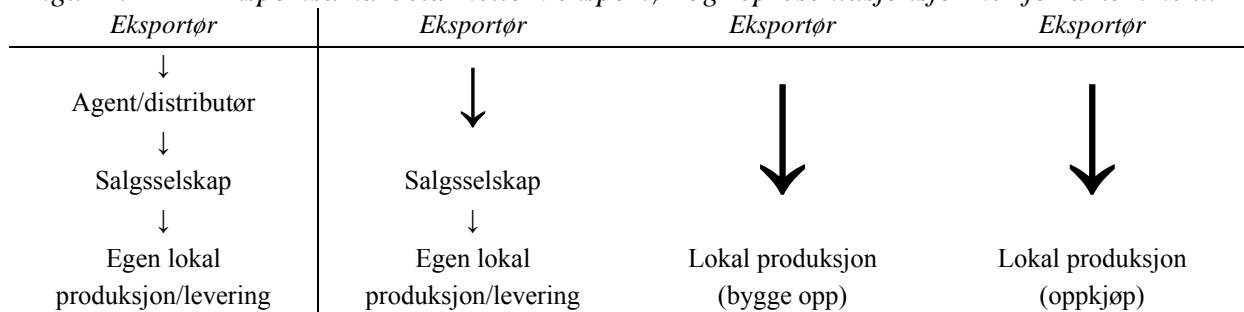 Eksportør Eksportør Eksportør Eksportør
↓
Agent/distributør ↓ ↓ ↓
↓
Salgsselskap Salgsselskap
↓ ↓
Egen lokal Egen lokal Lokal produksjon Lokal produksjon
produksjon/levering produksjon/levering (bygge opp) (oppkjøp)